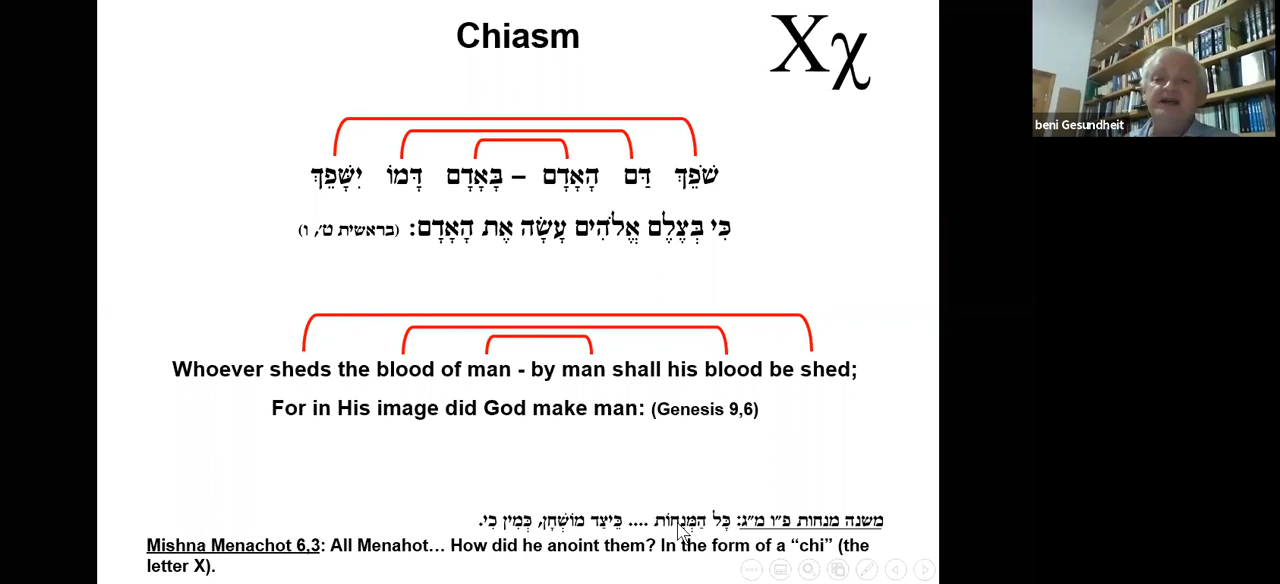 Chiasm
Χχ
שֹׁפֵךְ דַּם הָאָדָם – בָּאָדָם דָּמוֹ יִשָּׁפֵךְ
כִּי בְּצֶלֶם אֱלֹהִים עָשָׂה אֶת הָאָדָם: (בראשית ט׳, ו)
Whoever sheds the blood of man - by man shall his blood be shed;
For in His image did God make man: (Genesis 9,6)
משנה מנחות פ״ו מ״ג: כָּל הַמְּנָחוֹת .... כֵּיצַד מוֹשְׁחָן, כְּמִין כִי.
Mishna Menachot 6,3: All Menahot… How did he anoint them? In the form of a “chi” (the
letter X).
beni Gesundheit